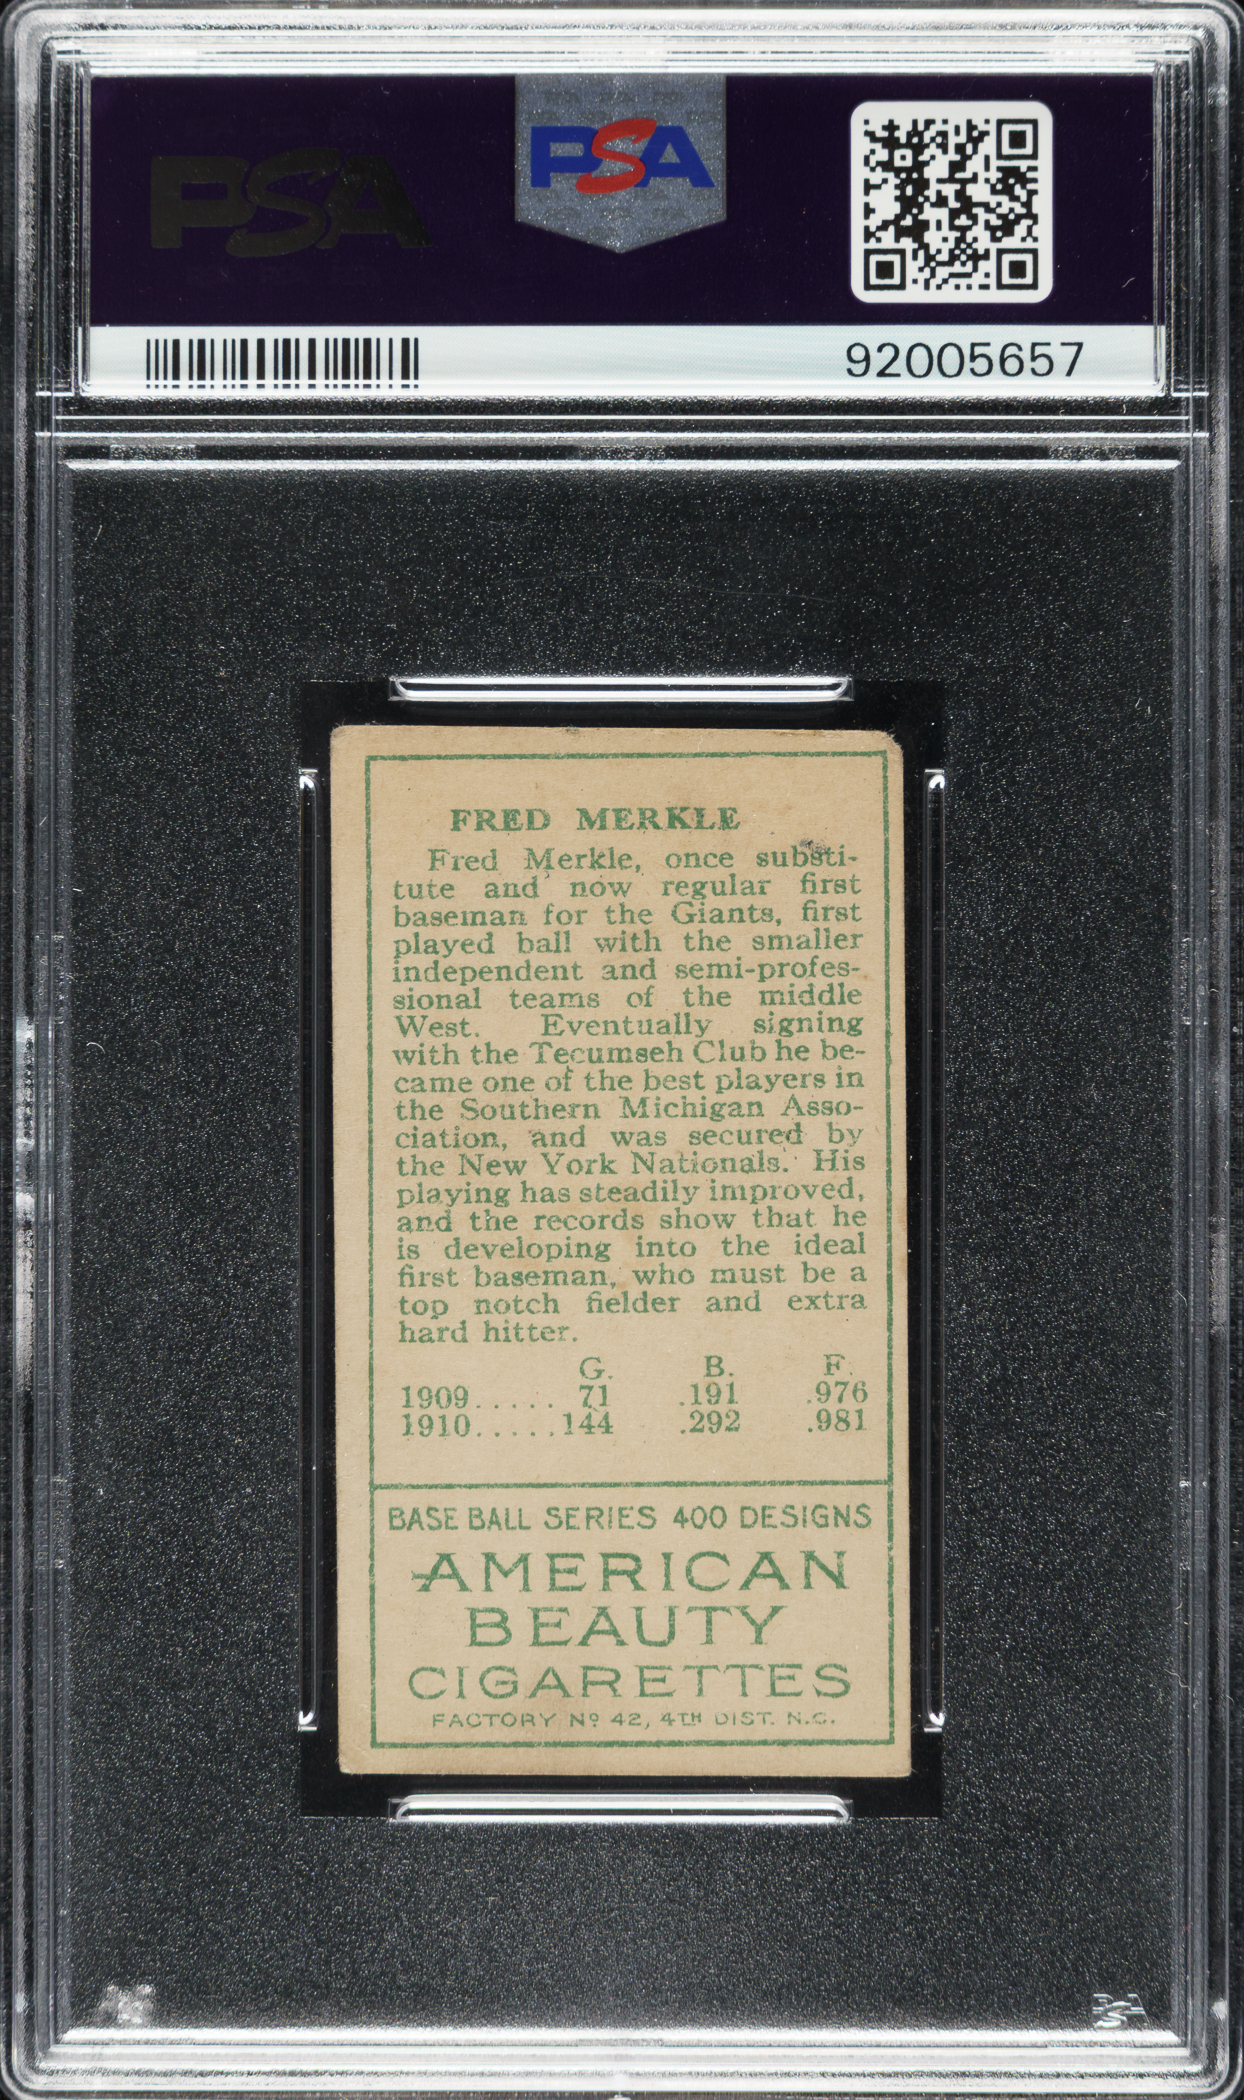 PSA
PSA
92005657
FRED MERKLE
Fred Merkle, once substi-
tute and now regular first
baseman for the Giants, first
played ball with the smaller
independent and semi-profes-
sional teams of the middle
West. Eventually signing
with the Tecumseh Club he be-
came one of the best players in
the Southern Michigan Asso-
ciation, and was secured by
the New York Nationals. His
playing has steadily improved,
and the records show that he
is developing into the ideal
first baseman, who must be a
top notch fielder and extra
hard hitter.
G. B. F.
1909..... 71 .191 .976
1910.....144 .292 .981
BASE BALL SERIES 400 DESIGNS
AMERICAN
BEAUTY
CIGARETTES
FACTORY Nº 42, 4TH DIST. N.C.
PSA